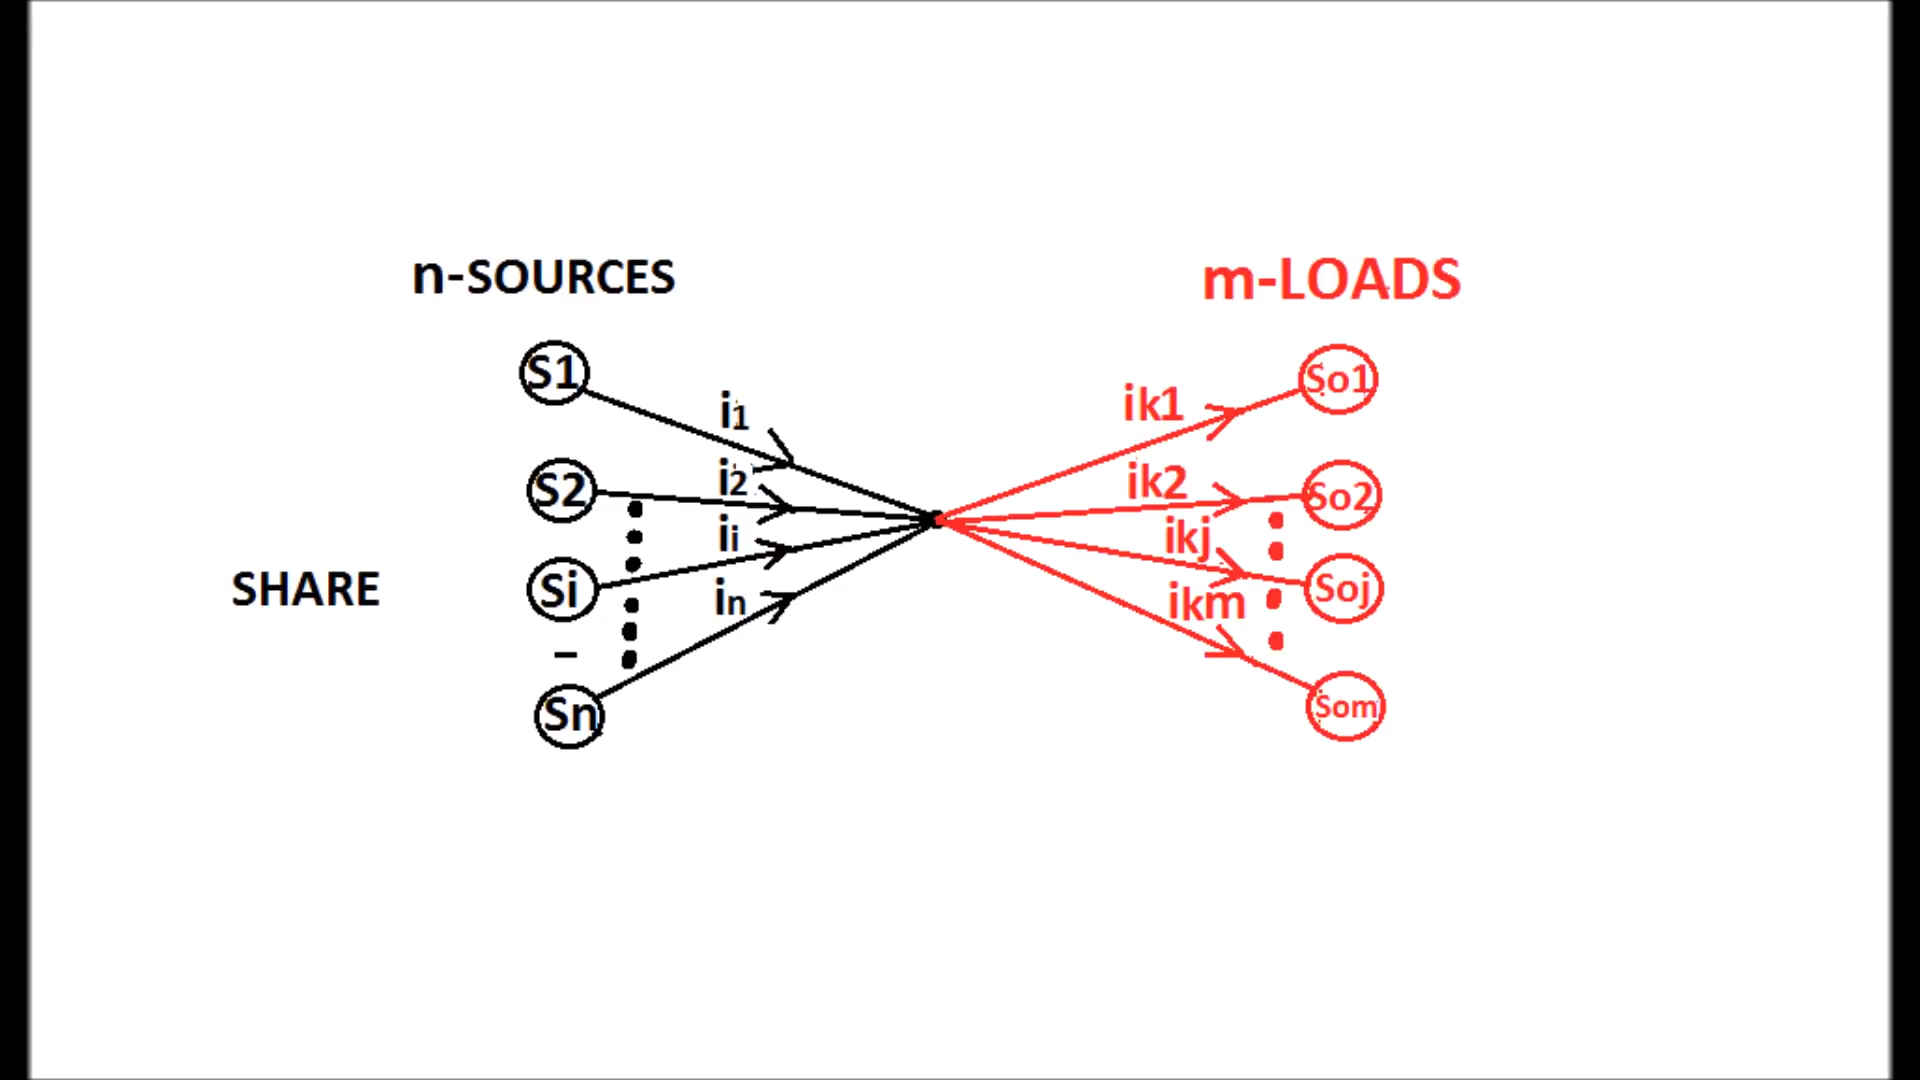 n-SOURCES
m-LOADS
S1
i1
ik1
So1
S2
i2
ik2
So2
ii
ikj
SHARE
Si
in
ikm
Soj
Sn
Som